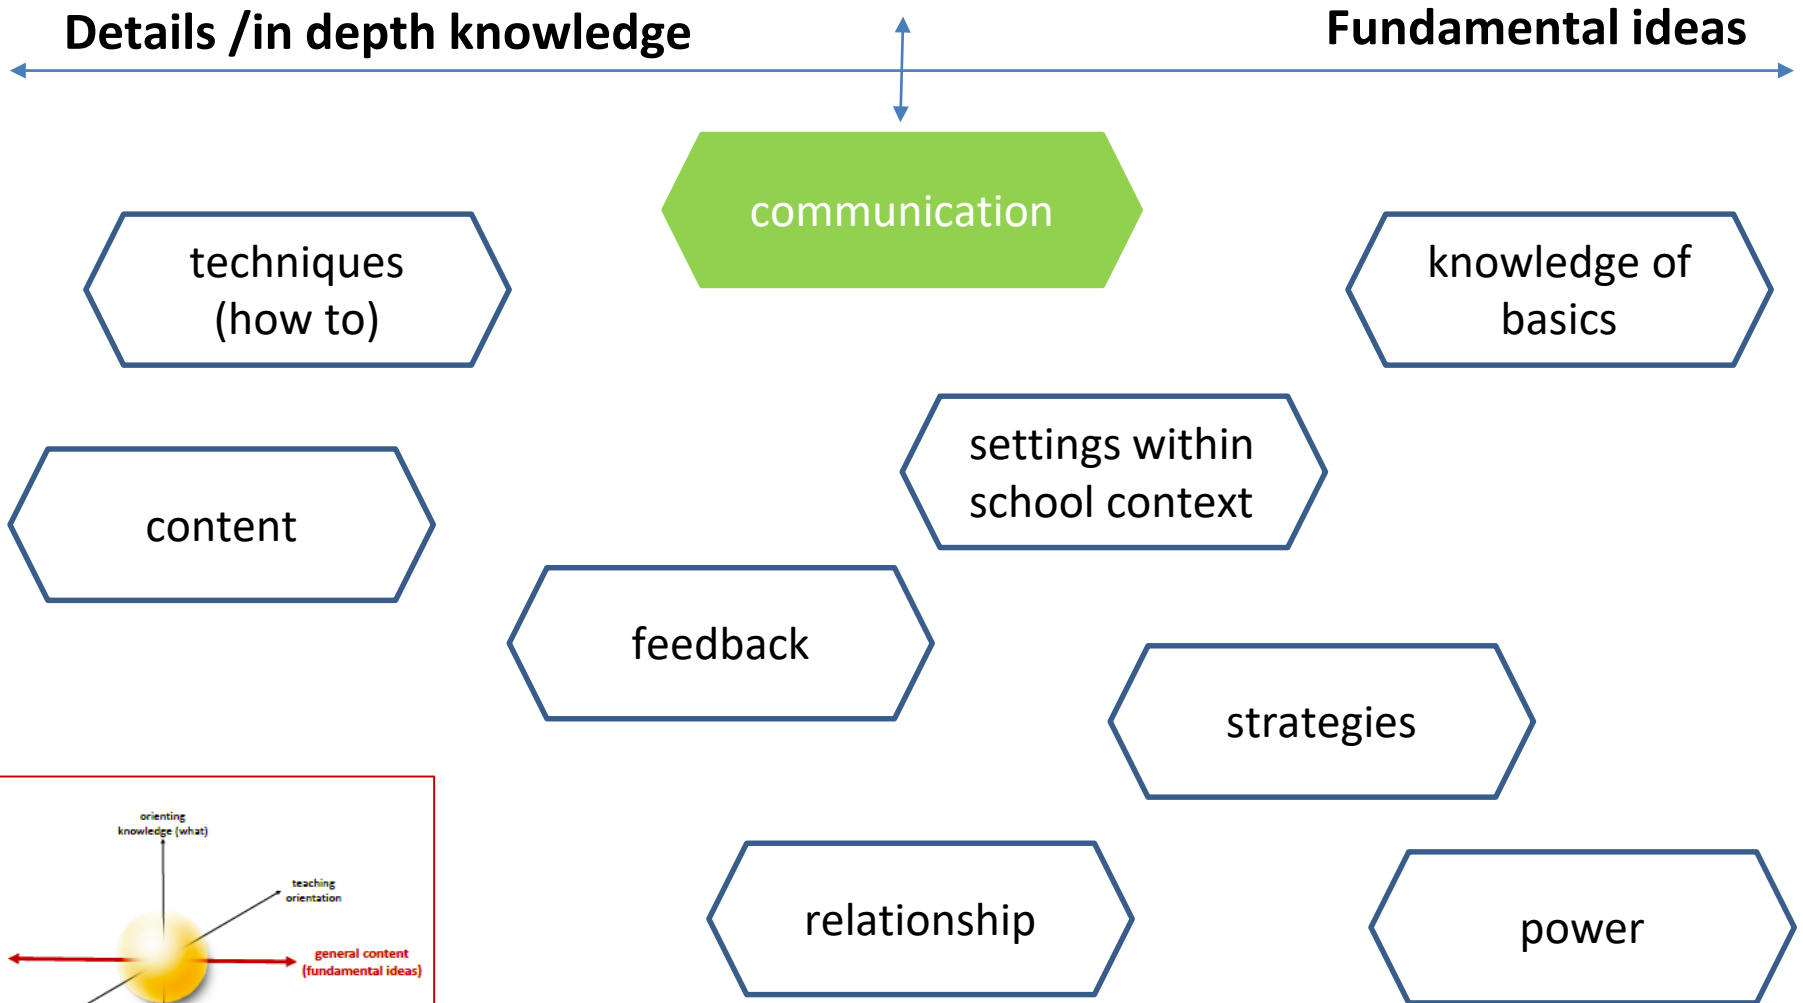 Details /in depth knowledge
Fundamental ideas
communication
techniques
(how to)
knowledge of
basics
settings within
school context
content
feedback
strategies
relationship
power
orienting
knowledge (what)
teaching
orientation
general content
(fundamental ideas)